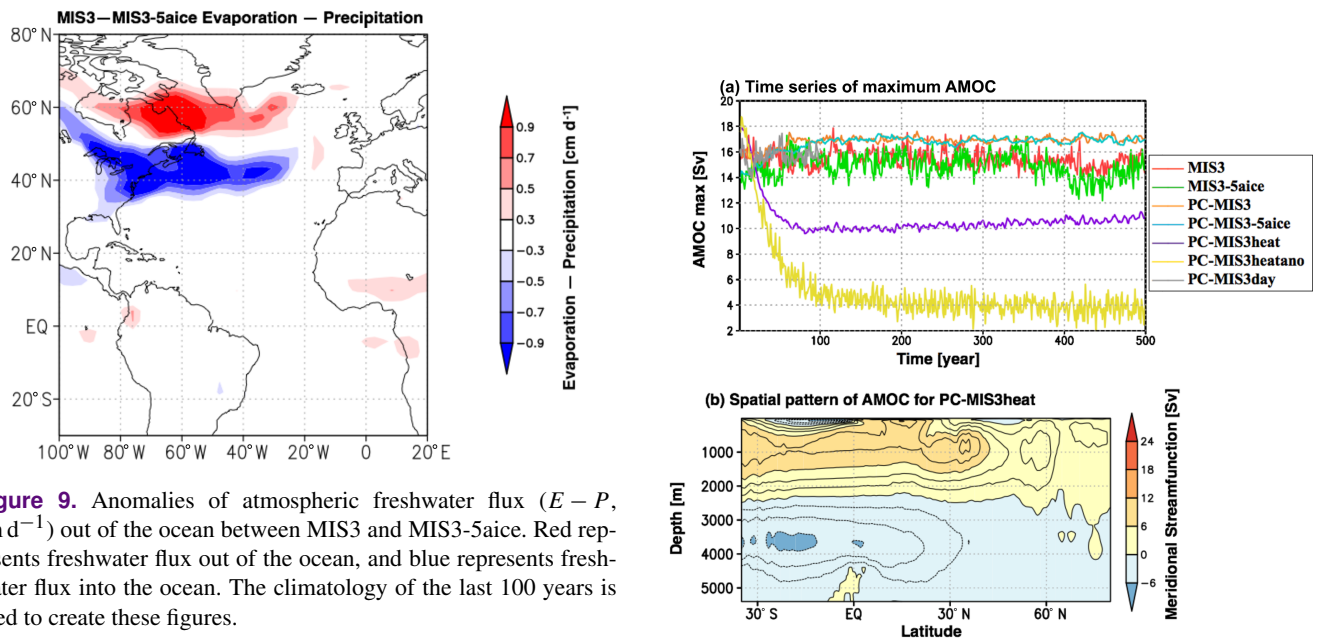 MIS3—MIS3-5aice Evaporation — Precipitation
80° N
60° N
40° N
20° N
EQ
20° S
100° W 80° W 60° W 40° W 20° W 0° 20° E
0.9
0.7
0.5
0.3
−0.3
−0.5
−0.7
−0.9
Evaporation — Precipitation [cm d⁻¹]
gure 9. Anomalies of atmospheric freshwater flux (E − P,
d⁻¹) out of the ocean between MIS3 and MIS3-5aice. Red rep-
sents freshwater flux out of the ocean, and blue represents fresh-
ater flux into the ocean. The climatology of the last 100 years is
ed to create these figures.
(a) Time series of maximum AMOC
AMOC max [Sv]
20
18
16
14
12
10
8
6
4
2
100 200 300 400 500
Time [year]
MIS3
MIS3-5aice
PC-MIS3
PC-MIS3-5aice
PC-MIS3heat
PC-MIS3heatano
PC-MIS3day
(b) Spatial pattern of AMOC for PC-MIS3heat
Depth [m]
1000
2000
3000
4000
5000
30° S EQ 30° N 60° N
Latitude
24
18
12
6
0
−6
Meridional Streamfunction [Sv]